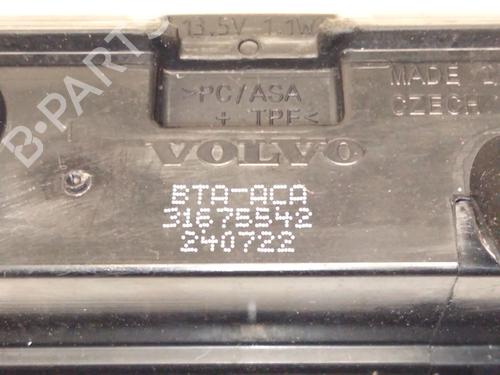 13.5V 1.1W
>PC/ASA
+ TPE<
MADE
CZECH
VOLVO
BTA-ACA
31675542
240722
B-PARTS